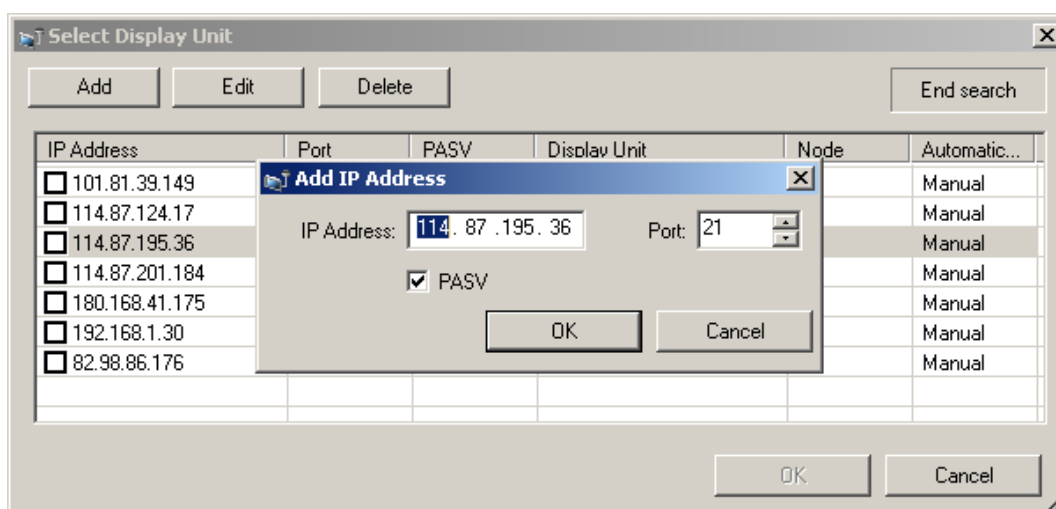 Select Display Unit
Add Edit Delete End search
IP Address Port PASV Display Unit Node Automatic...
101.81.39.149 Manual
114.87.124.17 Manual
114.87.195.36 Manual
114.87.201.184 Manual
180.168.41.175 Manual
192.168.1.30 Manual
82.98.86.176 Manual
Add IP Address
IP Address: 114. 87 .195. 36 Port: 21
PASV
OK Cancel
OK Cancel